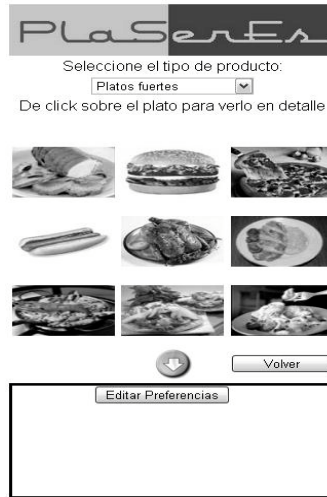 PLaSerEs
Seleccione el tipo de producto:
Platos fuertes
De click sobre el plato para verlo en detalle
Volver
Editar Preferencias